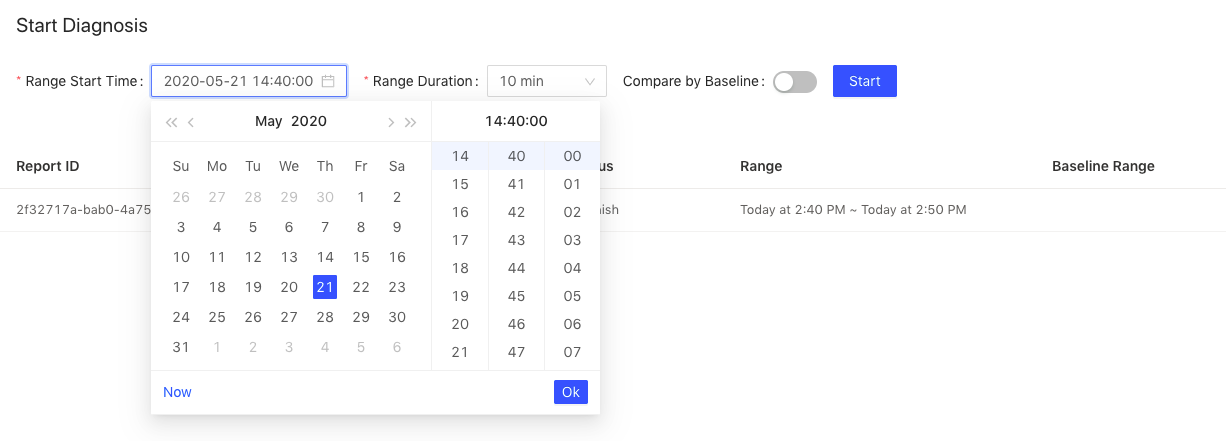 Start Diagnosis
* Range Start Time : 2020-05-21 14:40:00 * Range Duration : 10 min Compare by Baseline : Start
May 2020 14:40:00
Report ID us Range Baseline Range
Su Mo Tu We Th Fr Sa 14 40 00
15 41 01
26 27 28 29 30 1 2 16 42 02
2f32717a-bab0-4a75 ish Today at 2:40 PM ~ Today at 2:50 PM
3 4 5 6 7 8 9 17 43 03
10 11 12 13 14 15 16 18 44 04
17 18 19 20 21 22 23 19 45 05
24 25 26 27 28 29 30 20 46 06
31 1 2 3 4 5 6 21 47 07
Now Ok